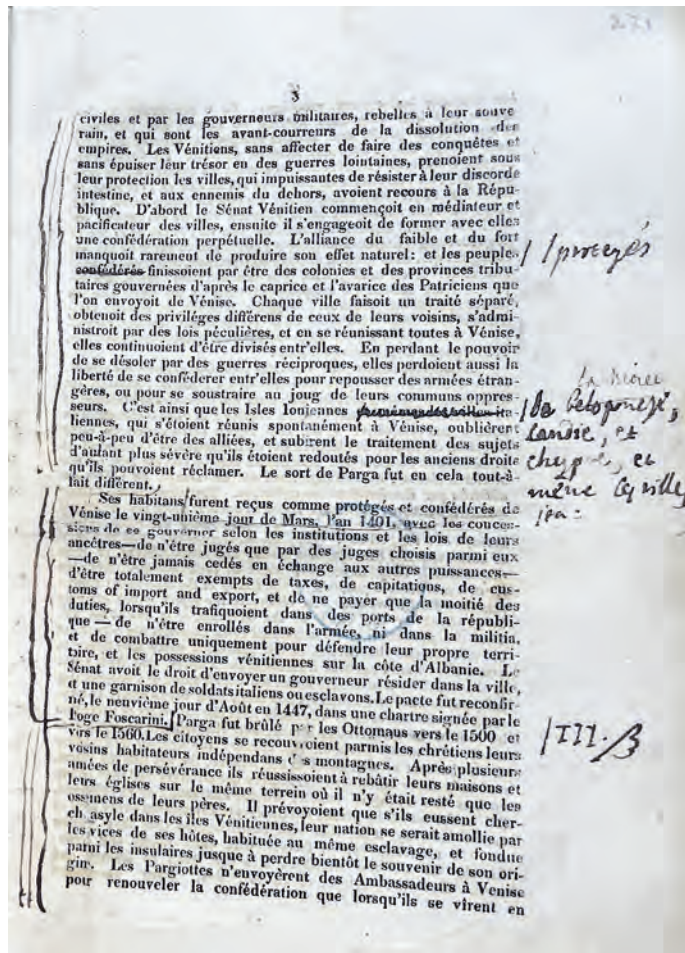 271
3
civiles et par les gouverneurs militaires, rebelles à leur souve
rain, et qui sont les avant-courreurs de la dissolution des
empires. Les Vénitiens, sans affecter de faire des conquêtes et
sans épuiser leur trésor en des guerres lointaines, prenoient sous
leur protection les villes, qui impuissantes de résister à leur discorde
intestine, et aux ennemis du dehors, avoient recours à la Répu-
blique. D'abord le Sénat Vénitien commençoit en médiateur et
pacificateur des villes, ensuite il s'engageoit de former avec elles
une confédération perpétuelle. L'alliance du faible et du fort
manquoit rarement de produire son effet naturel: et les peuples
/ /protegés
confédérés finissoient par être des colonies et des provinces tribu-
taires gouvernées d'après le caprice et l'avarice des Patriciens que
l'on envoyoit de Vénise. Chaque ville faisoit un traité séparé,
obtenoit des priviléges différens de ceux de leurs voisins, s'admi-
nistroit par des lois péculières, et en se réunissant toutes à Vénise,
elles continuoient d'être divisés entr'elles. En perdant le pouvoir
de se désoler par des guerres réciproques, elles perdoient aussi la
liberté de se conféderer entr'elles pour repousser des armées étran-
gères, ou pour se soustraire au joug de leurs communs oppres-
seurs. C'est ainsi que les Isles Ioniennes ita-
la Morée
/ Peloponese,
Candie, et
et
même villes
liennes, qui s'étoient réunis spontanément à Vénise, oublièrent
peu-à-peu d'être des alliées, et subirent le traitement des sujets
d'autant plus sévère qu'ils étoient redoutés pour les anciens droits
qu'ils pouvoient réclamer. Le sort de Parga fut en cela tout-à-
fait différent.
Ses habitans furent reçus comme protégés et confédérés de
Vénise le vingt-unième jour de Mars, l'an 1401, avec les conces-
sions de se gouverner selon les institutions et les lois de leurs
ancêtres—de n'être jugés que par des juges choisis parmi eux
—de n'être jamais cedés en échange aux autres puissances—
d'être totalement exempts de taxes, de capitations, de cus-
toms of import and export, et de ne payer que la moitié des
duties, lorsqu'ils trafiquoient dans des ports de la républi-
que — de n'être enrollés dans l'armée, ni dans la militia,
et de combattre uniquement pour défendre leur propre terri-
toire, et les possessions vénitiennes sur la côte d'Albanie. Le
Sénat avoit le droit d'envoyer un gouverneur résider dans la ville,
et une garnison de soldats italiens ou esclavons. Le pacte fut reconfir-
mé, le neuvième jour d'Août en 1447, dans une chartre signée par le
Doge Foscarini. Parga fut brûlé par les Ottomans vers le 1500 et
/III. 3
vers le 1560. Les citoyens se recouvroient parmis les chrétiens leurs
voisins habitateurs indépendans des montagnes. Après plusieurs
années de persévérance ils réussissoient à rebâtir leurs maisons et
leurs églises sur le même terrein où il n'y était resté que les
ossemens de leurs pères. Il prévoyoient que s'ils eussent cher-
ché asyle dans les îles Vénitiennes, leur nation se serait amollie par
les vices de ses hôtes, habituée au même esclavage, et fondue
parmi les insulaires jusque à perdre bientôt le souvenir de son ori-
gine. Les Pargiottes n'envoyèrent des Ambassadeurs à Venise
pour renouveler la confédération que lorsqu'ils se virent en